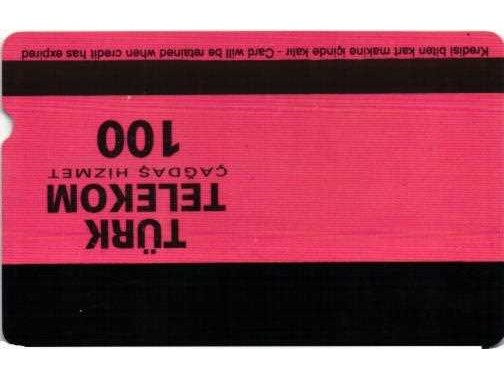 TÜRK
TELEKOM
ÇAĞDAŞ HİZMET
100
Kredisi biten kart makine içinde kalır - Card will be retained when credit has expired